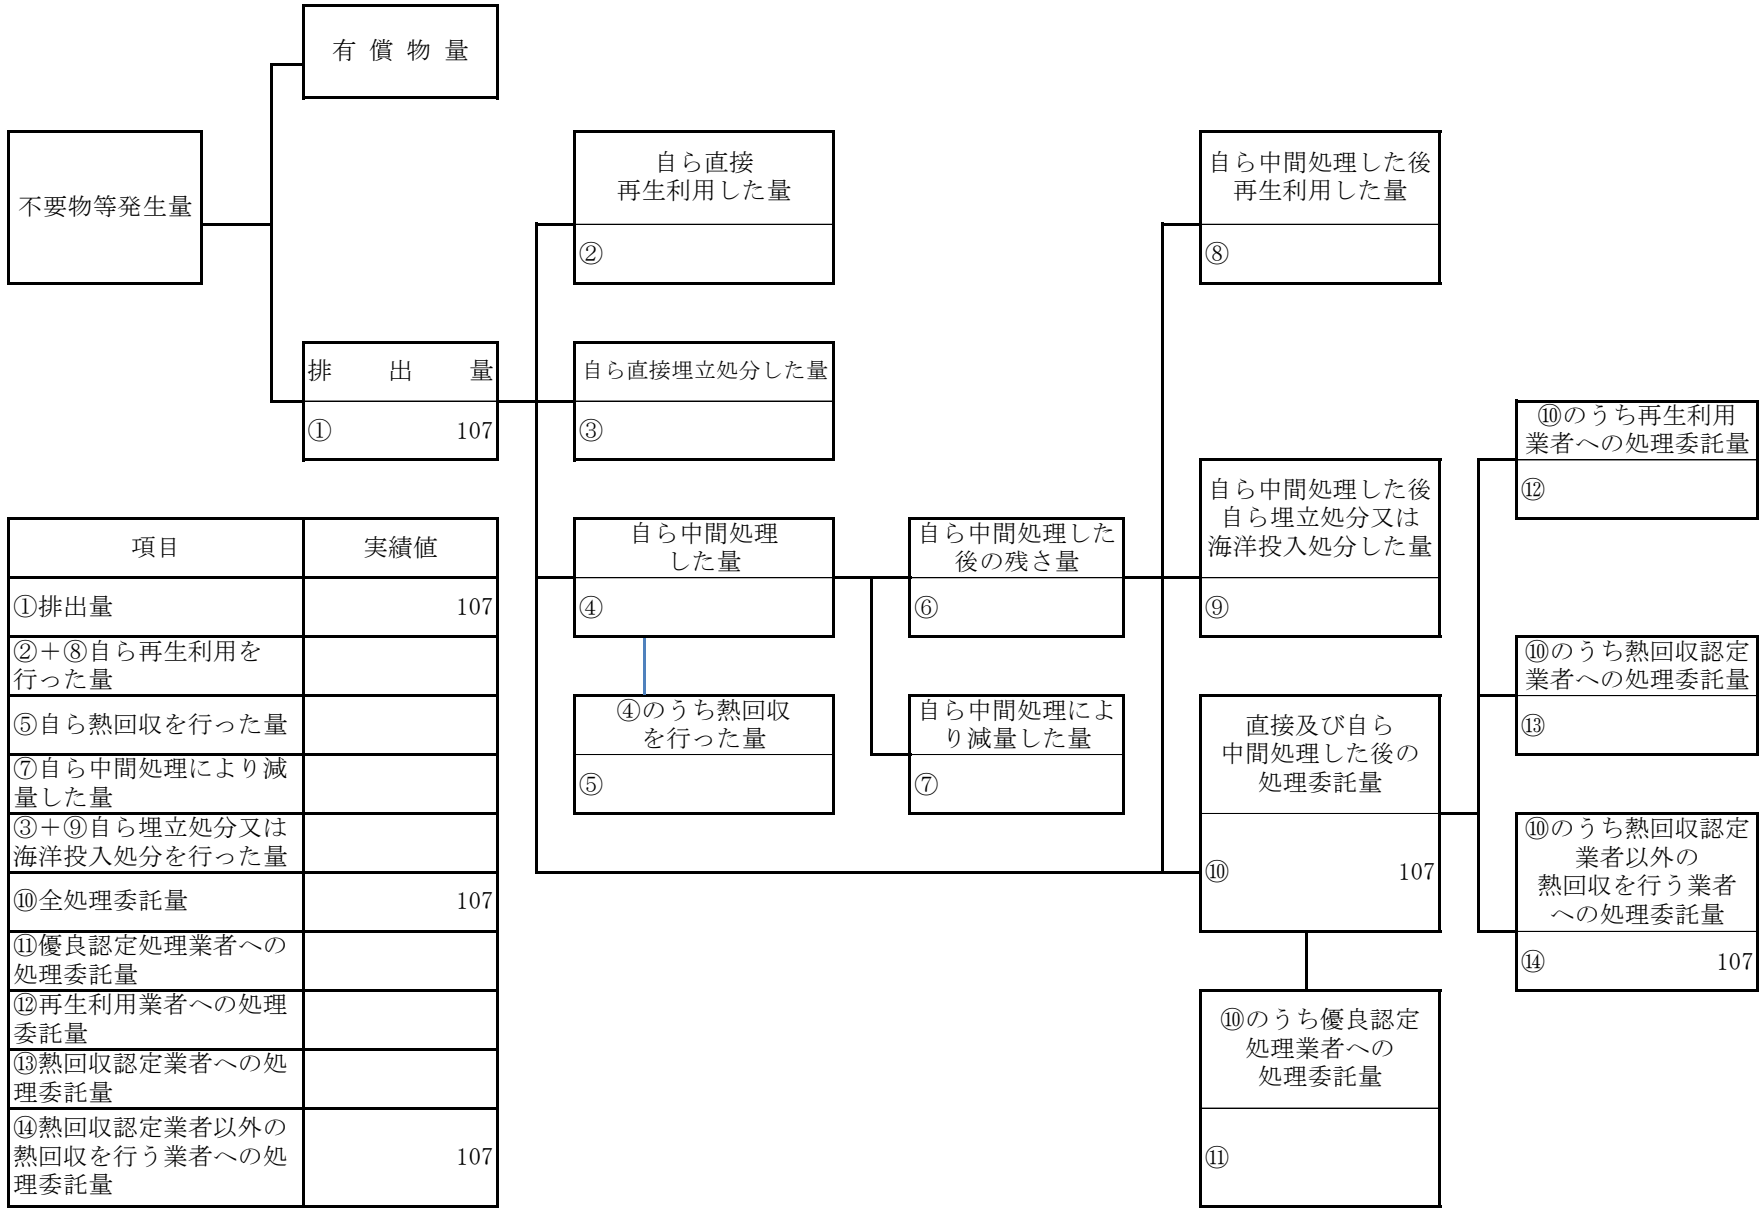 有償物量
不要物等発生量
排出量
① 107
自ら直接
再生利用した量
②
自ら直接埋立処分した量
③
自ら中間処理
した量
④
④のうち熱回収
を行った量
⑤
自ら中間処理した
後の残さ量
⑥
自ら中間処理によ
り減量した量
⑦
自ら中間処理した後
再生利用した量
⑧
自ら中間処理した後
自ら埋立処分又は
海洋投入処分した量
⑨
直接及び自ら
中間処理した後の
処理委託量
⑩ 107
⑩のうち優良認定
処理業者への
処理委託量
⑪
⑩のうち再生利用
業者への処理委託量
⑫
⑩のうち熱回収認定
業者への処理委託量
⑬
⑩のうち熱回収認定
業者以外の
熱回収を行う業者
への処理委託量
⑭ 107
項目 実績値
①排出量 107
②＋⑧自ら再生利用を
行った量
⑤自ら熱回収を行った量
⑦自ら中間処理により減
量した量
③＋⑨自ら埋立処分又は
海洋投入処分を行った量
⑩全処理委託量 107
⑪優良認定処理業者への
処理委託量
⑫再生利用業者への処理
委託量
⑬熱回収認定業者への処
理委託量
⑭熱回収認定業者以外の
熱回収を行う業者への処 107
理委託量